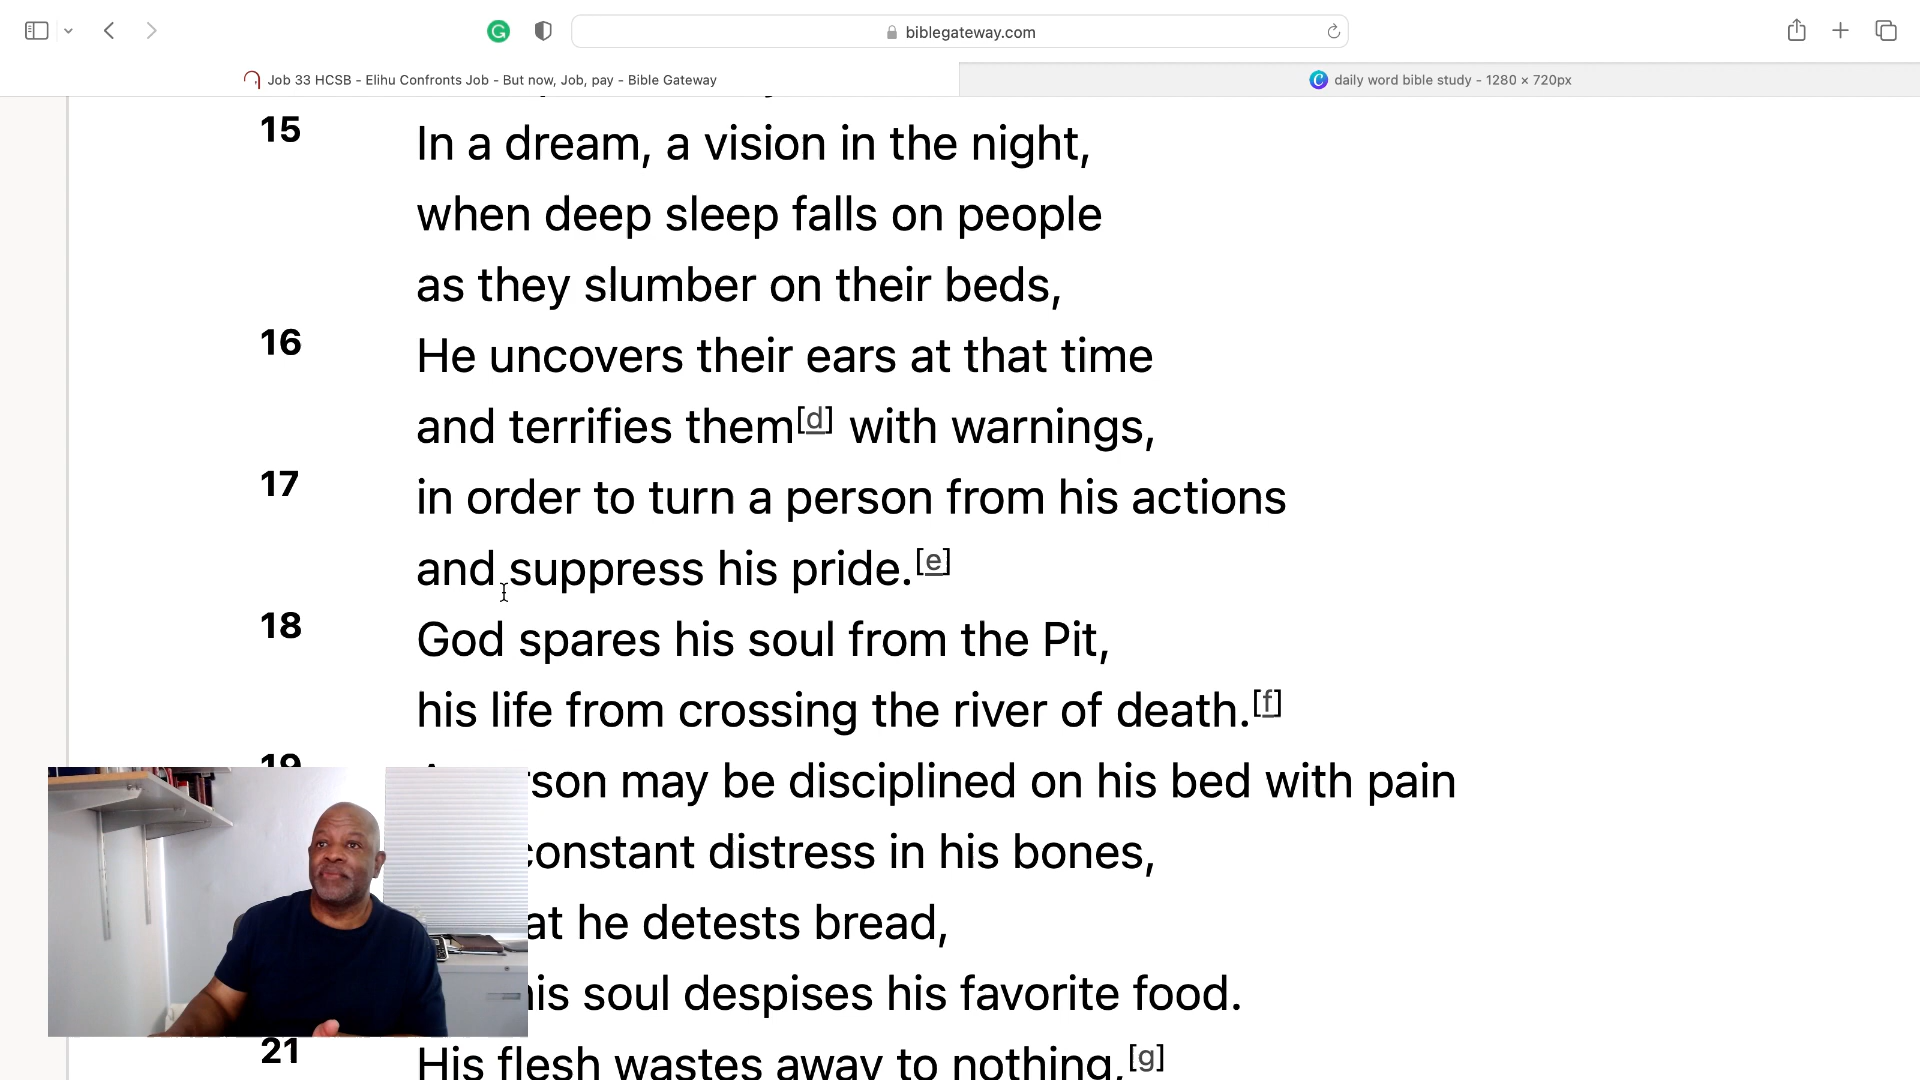 biblegateway.com
Job 33 HCSB - Elihu Confronts Job - But now, Job, pay - Bible Gateway
daily word bible study - 1280 × 720px
15 In a dream, a vision in the night,
when deep sleep falls on people
as they slumber on their beds,
16 He uncovers their ears at that time
and terrifies them[d] with warnings,
17 in order to turn a person from his actions
and suppress his pride.[e]
18 God spares his soul from the Pit,
his life from crossing the river of death.[f]
19 may be disciplined on his bed with pain
constant distress in his bones,
he detests bread,
his soul despises his favorite food.
21 His flesh wastes away to nothing,[g]